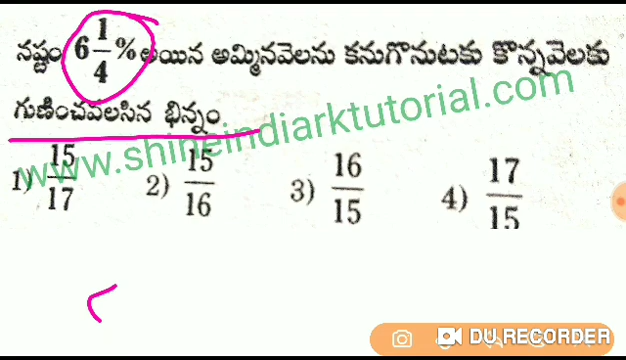 నష్టం 6 1/4 % అయిన అమ్మినవెలను కనుగొనుటకు కొన్నవెలకు
గుణించవలసిన భిన్నం
www.shineindiarktutorial.com
1) 15/17 2) 15/16 3) 16/15 4) 17/15
DU RECORDER